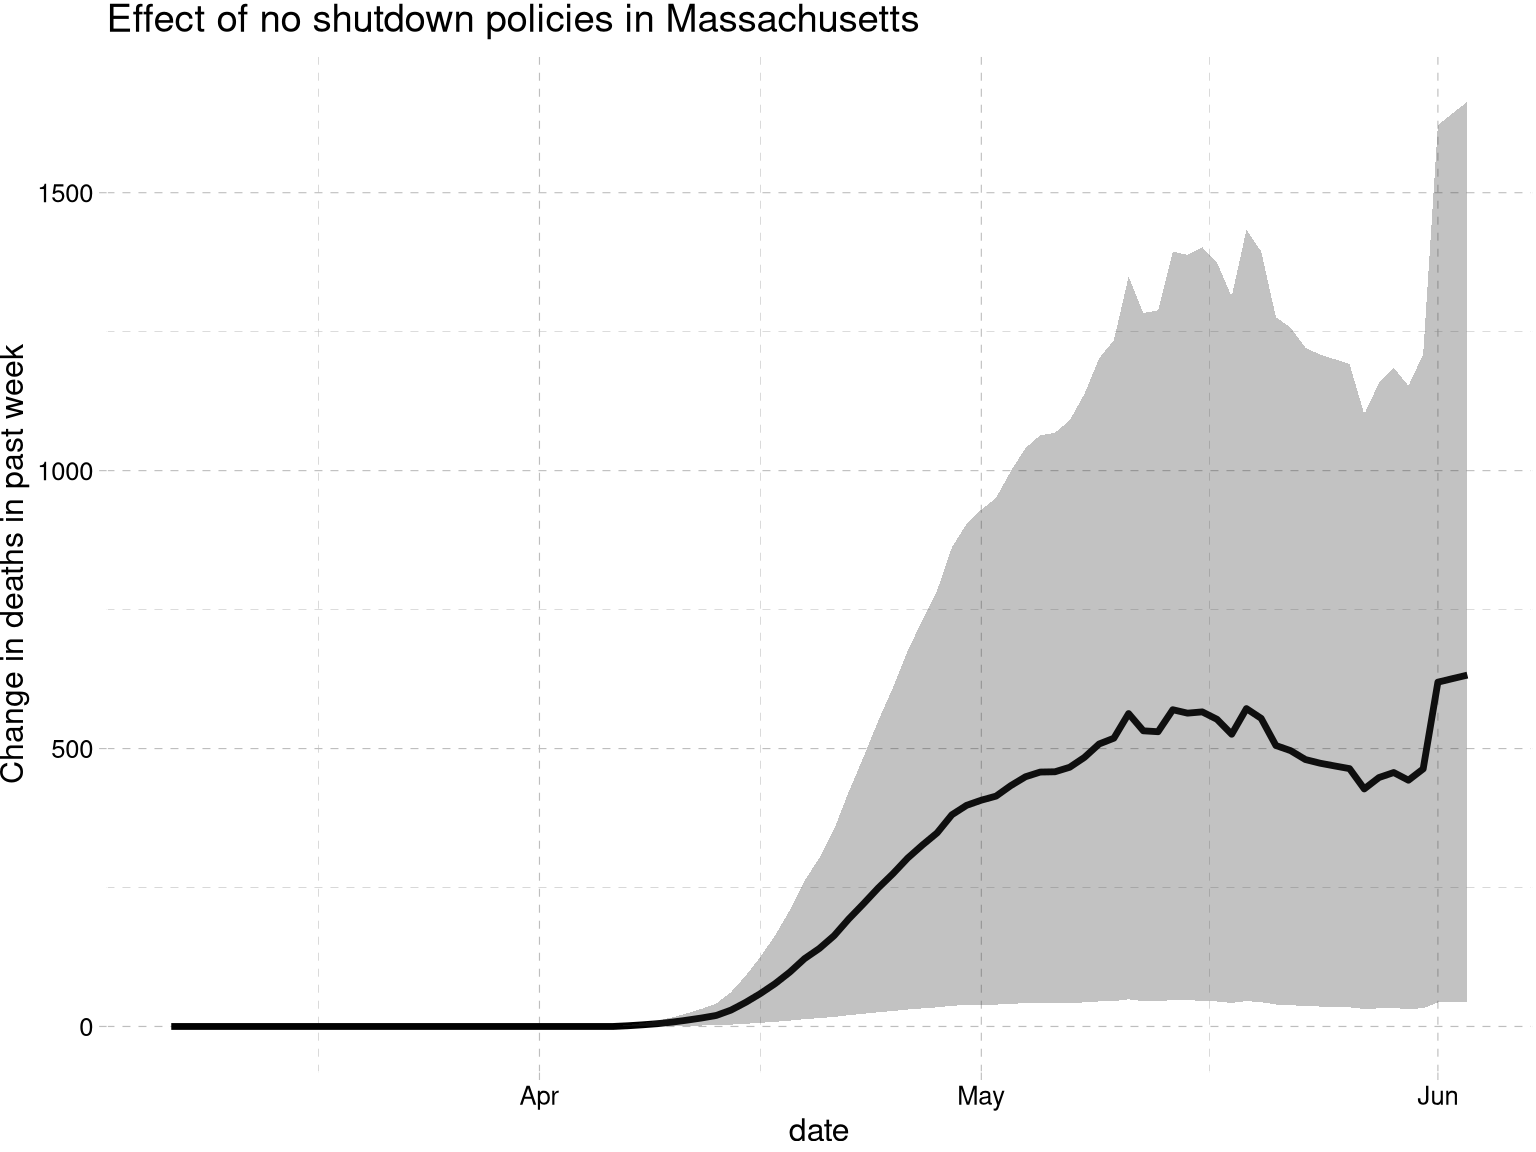 Effect of no shutdown policies in Massachusetts
Change in deaths in past week
1500
1000
500
0
Apr
May
Jun
date